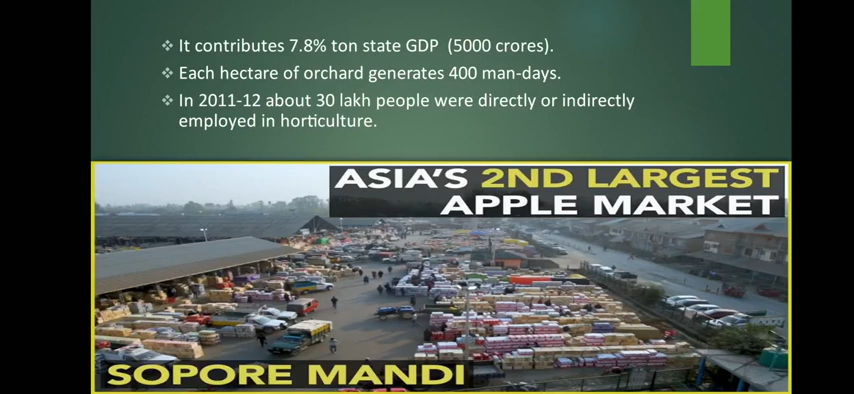 It contributes 7.8% ton state GDP (5000 crores).
Each hectare of orchard generates 400 man-days.
In 2011-12 about 30 lakh people were directly or indirectly
employed in horticulture.
ASIA'S 2ND LARGEST
APPLE MARKET
SOPORE MANDI